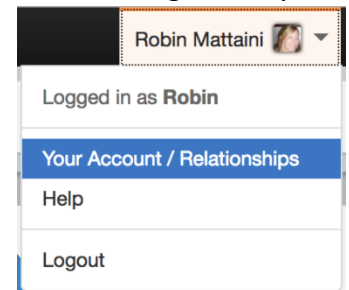 Robin Mattaini
Logged in as Robin
Your Account / Relationships
Help
Logout